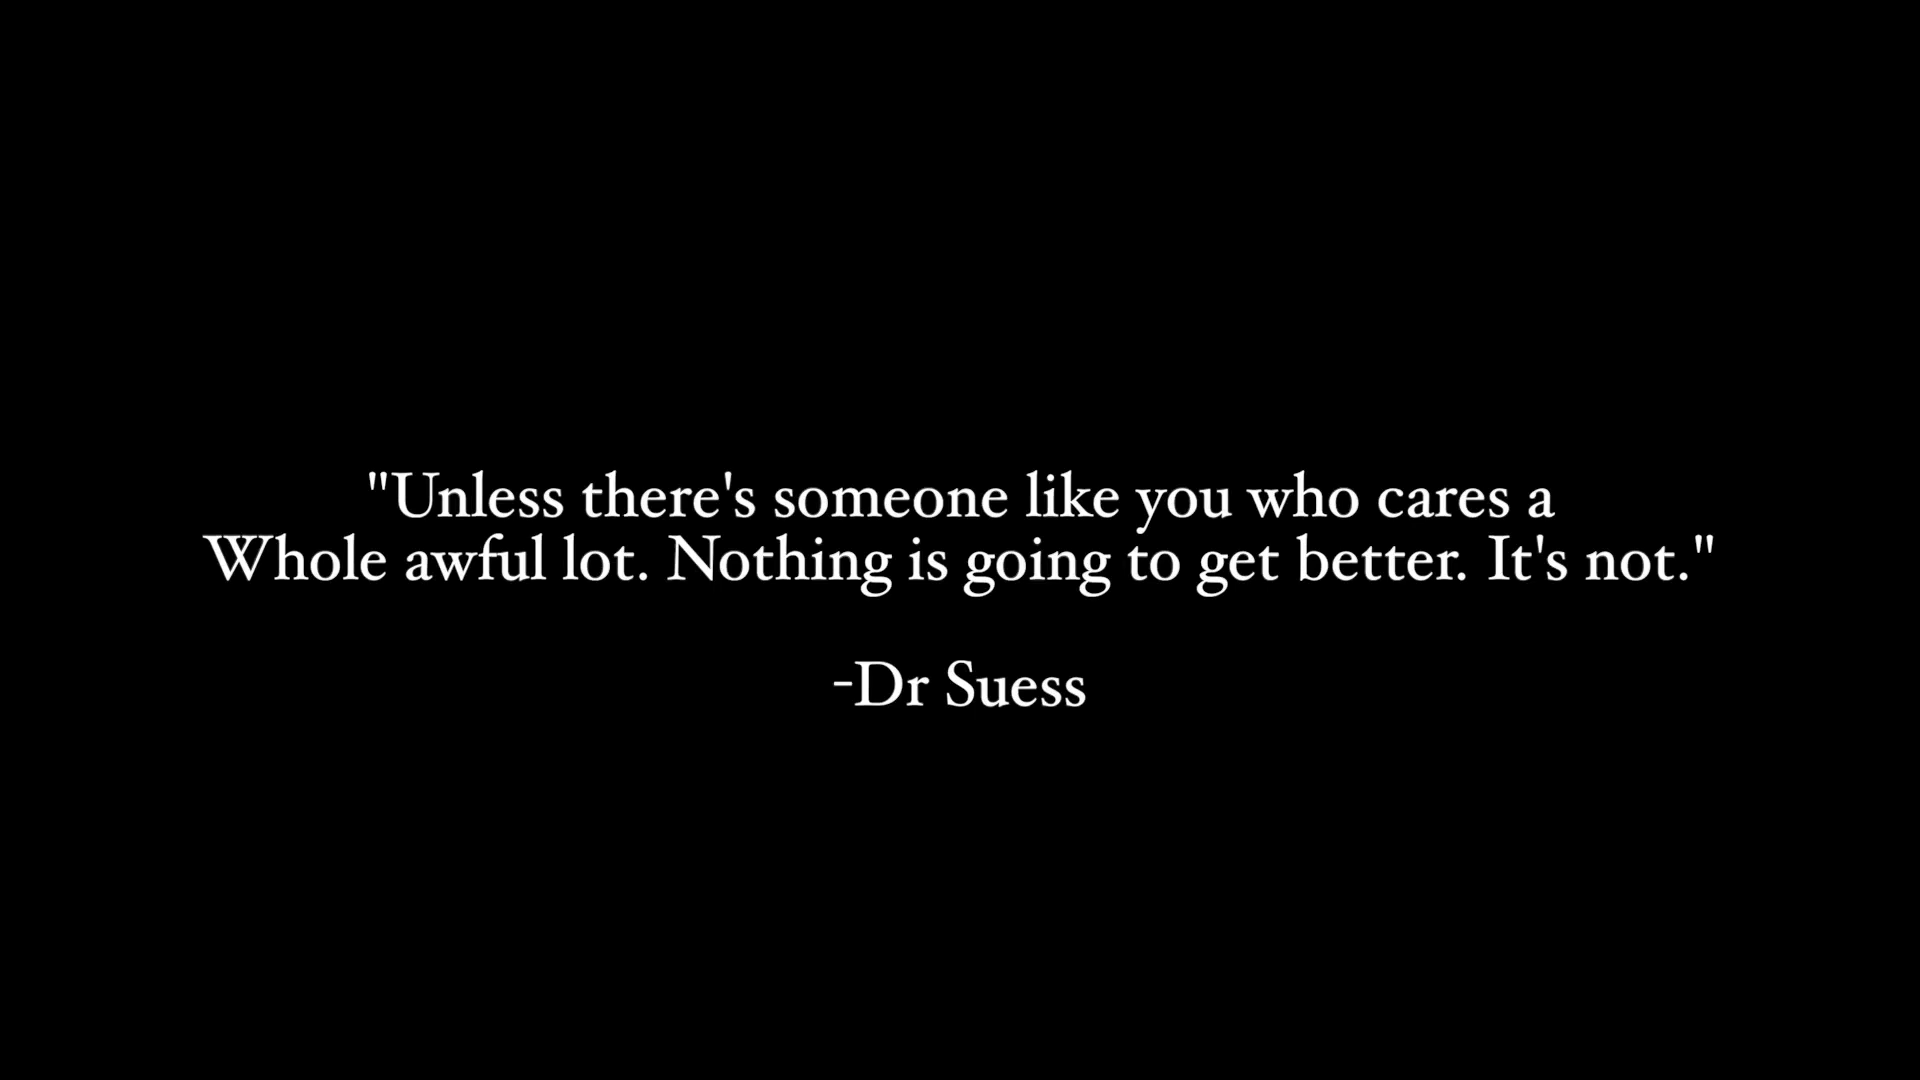 "Unless there's someone like you who cares a
Whole awful lot. Nothing is going to get better. It's not."
-Dr Suess